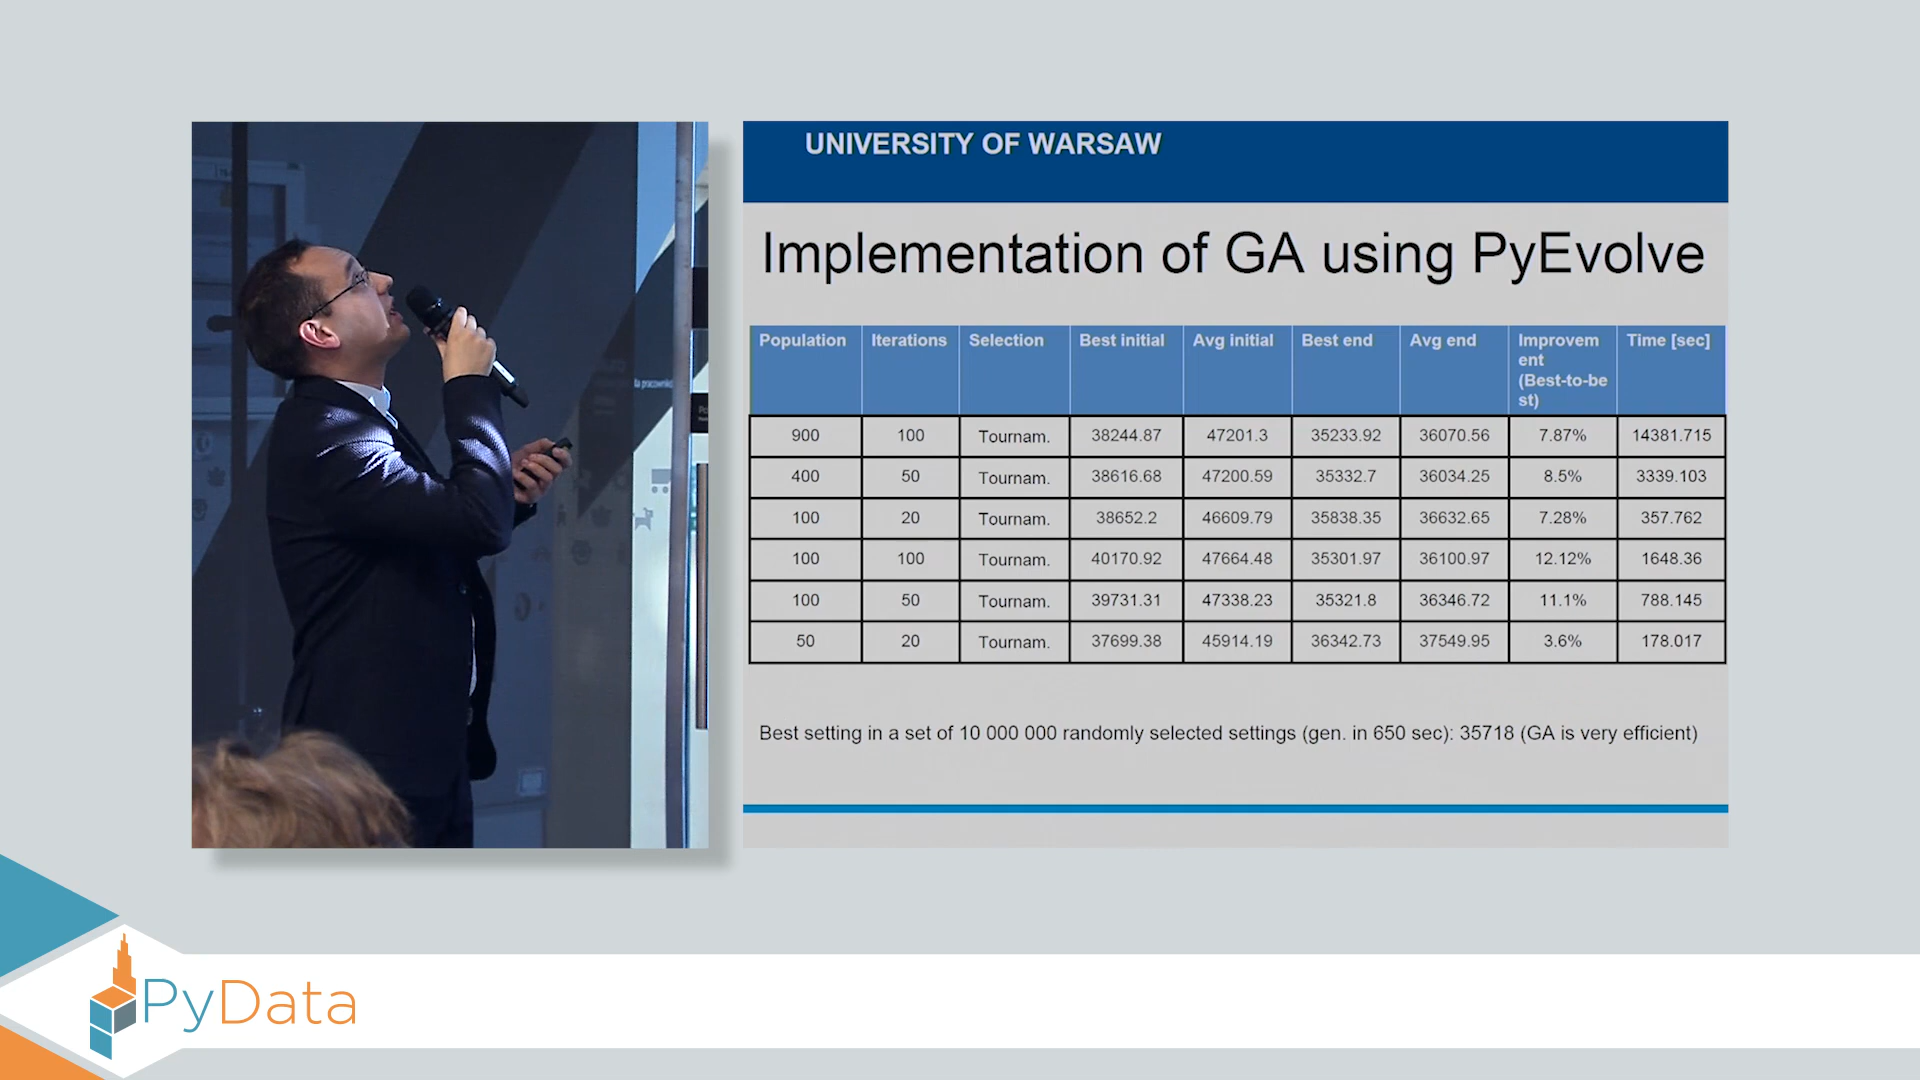 UNIVERSITY OF WARSAW
Implementation of GA using PyEvolve
Population Iterations Selection Best initial Avg initial Best end Avg end Improvem Time [sec]
ent
(Best-to-be
st)
900 100 Tournam. 38244.87 47201.3 35233.92 36070.56 7.87% 14381.715
400 50 Tournam. 38616.68 47200.59 35332.7 36034.25 8.5% 3339.103
100 20 Tournam. 38652.2 46609.79 35838.35 36632.65 7.28% 357.762
100 100 Tournam. 40170.92 47664.48 35301.97 36100.97 12.12% 1648.36
100 50 Tournam. 39731.31 47338.23 35321.8 36346.72 11.1% 788.145
50 20 Tournam. 37699.38 45914.19 36342.73 37549.95 3.6% 178.017
Best setting in a set of 10 000 000 randomly selected settings (gen. in 650 sec): 35718 (GA is very efficient)
PyData